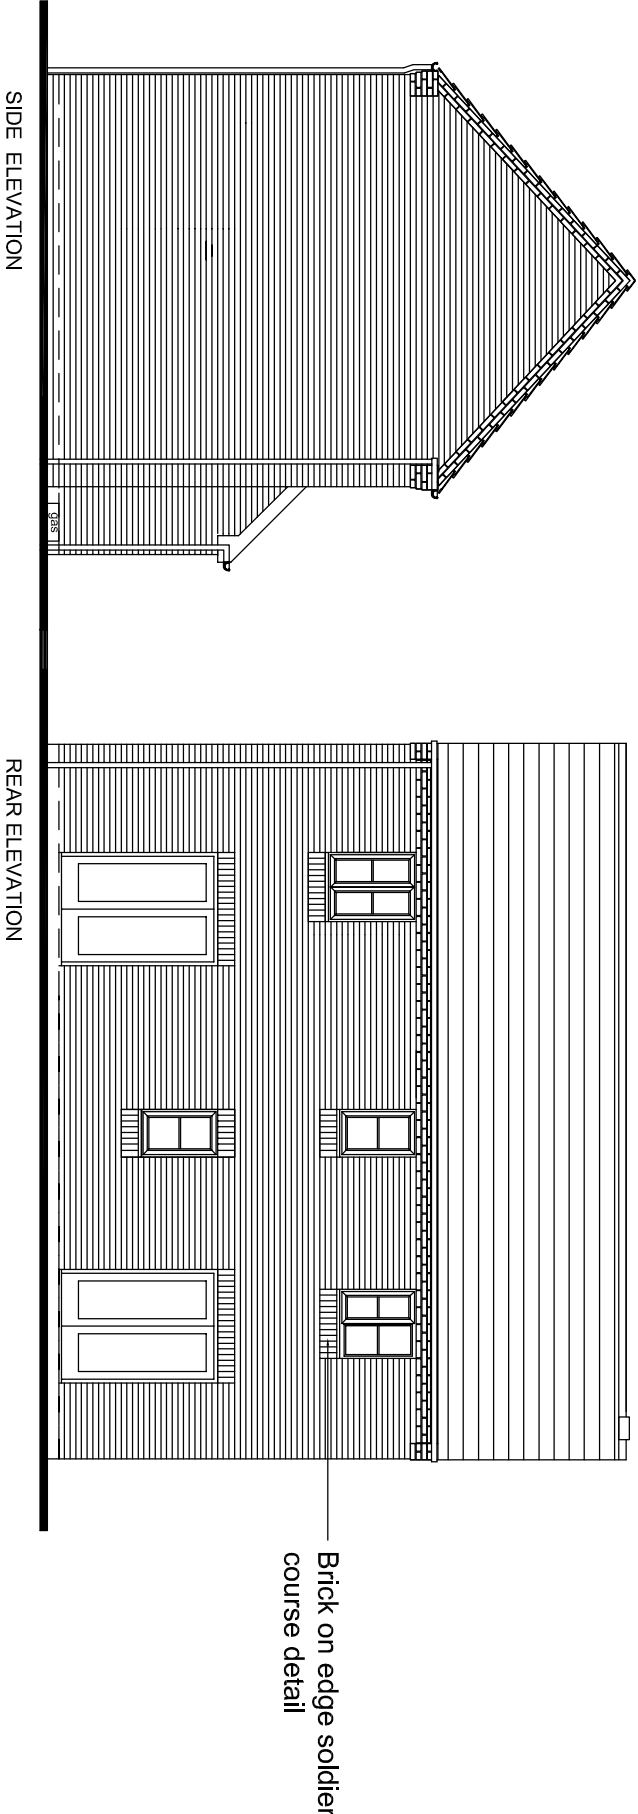 SIDE ELEVATION
gas
REAR ELEVATION
Brick on edge soldier
course detail